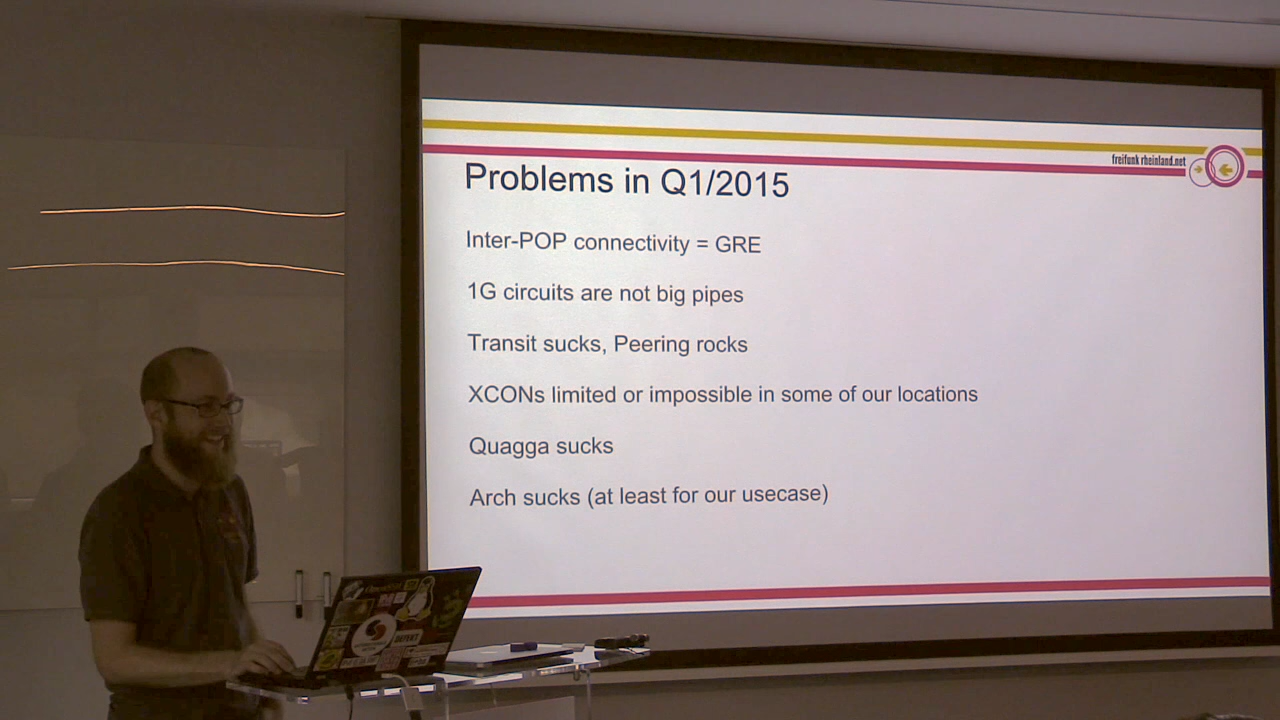 freifunk rheinland.net
Problems in Q1/2015
Inter-POP connectivity = GRE
1G circuits are not big pipes
Transit sucks, Peering rocks
XCONs limited or impossible in some of our locations
Quagga sucks
Arch sucks (at least for our usecase)
DEFEKT